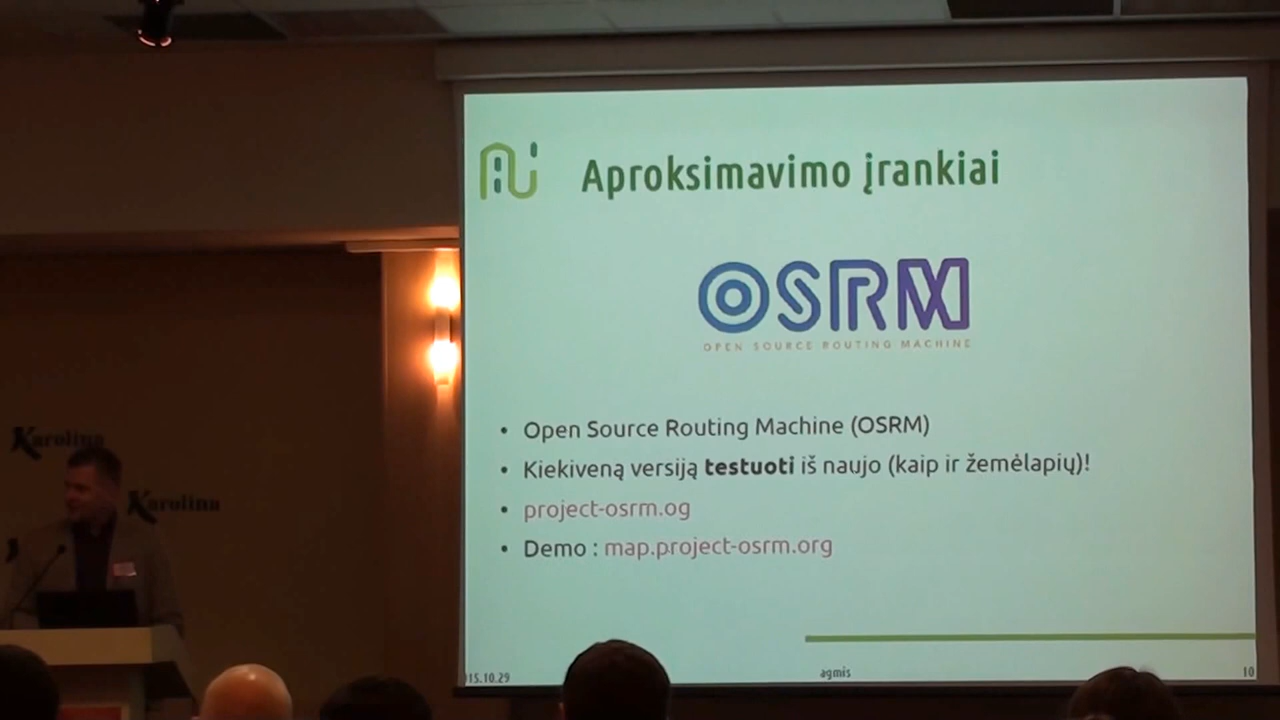 Aproksimavimo įrankiai
OSRM
OPEN SOURCE ROUTING MACHINE
• Open Source Routing Machine (OSRM)
• Kiekiveną versiją testuoti iš naujo (kaip ir žemėlapių)!
• project-osrm.og
• Demo : map.project-osrm.org
15.10.29
agmis
10
Karolina
Karolina